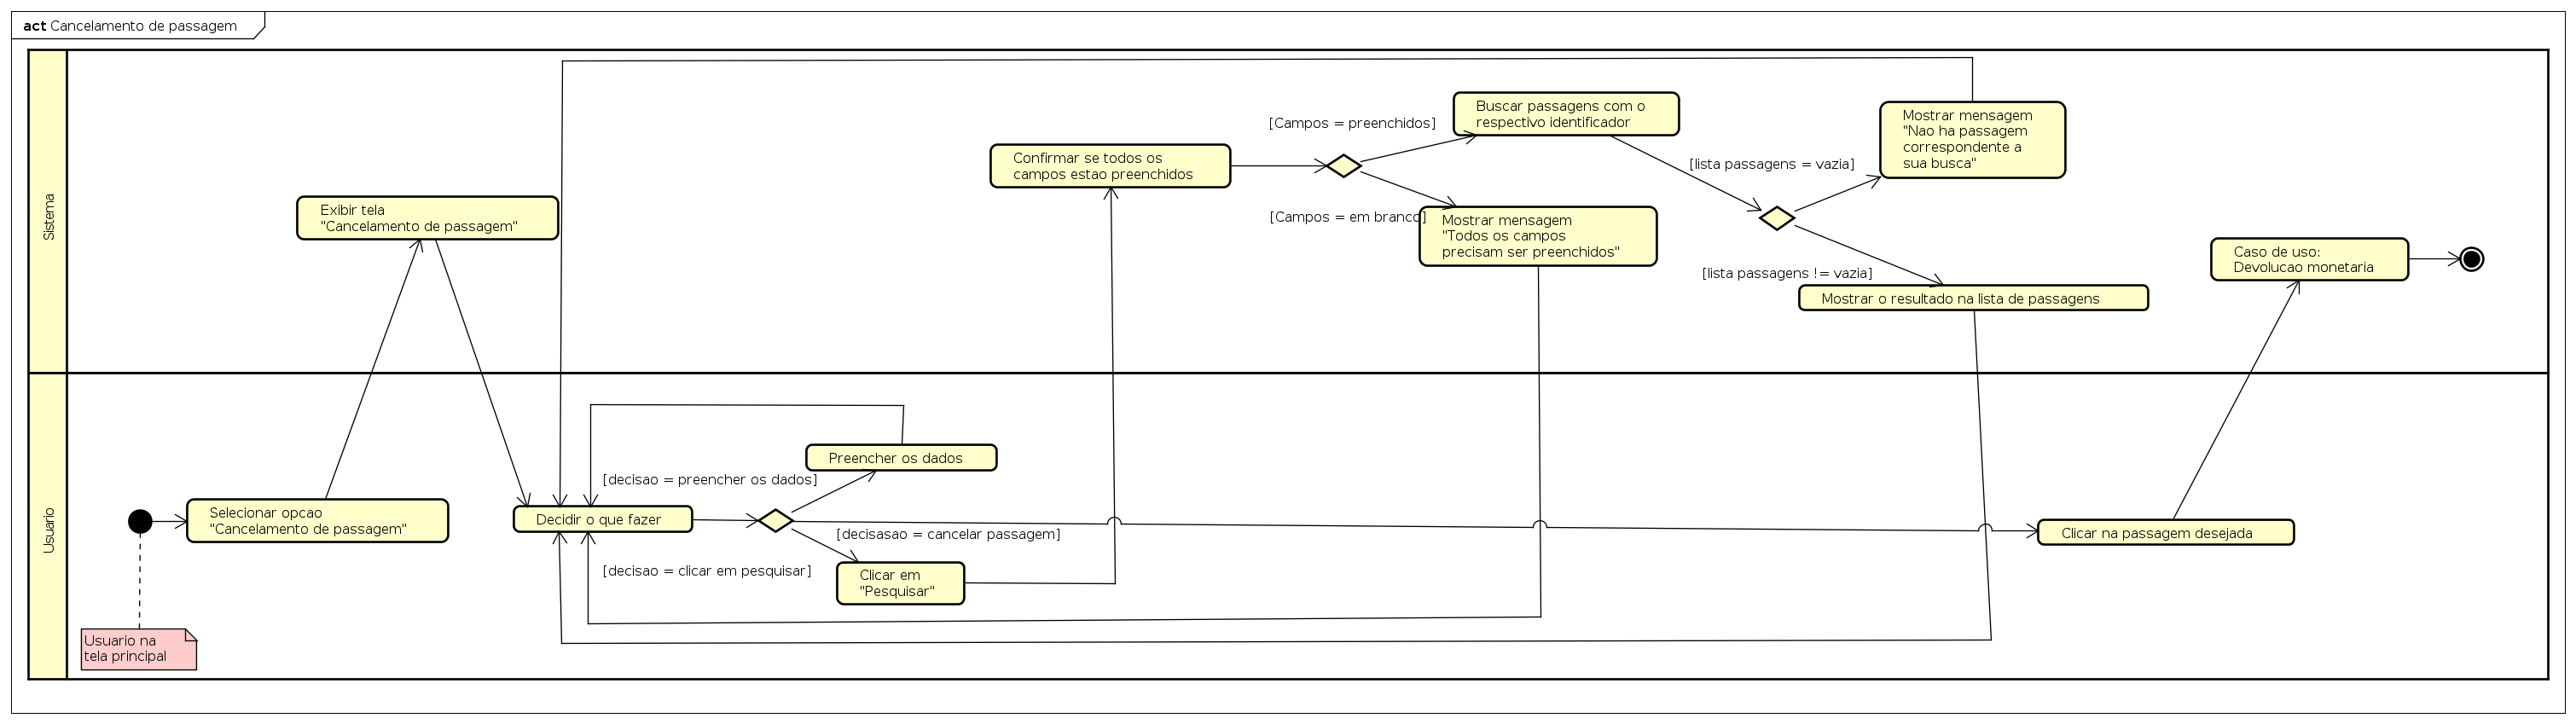 act Cancelamento de passagem
Sistema
Exibir tela
"Cancelamento de passagem"
Confirmar se todos os
campos estao preenchidos
[Campos = preenchidos]
[Campos = em branco]
Buscar passagens com o
respectivo identificador
Mostrar mensagem
"Todos os campos
precisam ser preenchidos"
[lista passagens = vazia]
[lista passagens != vazia]
Mostrar mensagem
"Nao ha passagem
correspondente a
sua busca"
Mostrar o resultado na lista de passagens
Caso de uso:
Devolucao monetaria
Usuario
Selecionar opcao
"Cancelamento de passagem"
Usuario na
tela principal
Decidir o que fazer
[decisao = preencher os dados]
Preencher os dados
[decisasao = cancelar passagem]
[decisao = clicar em pesquisar]
Clicar em
"Pesquisar"
Clicar na passagem desejada